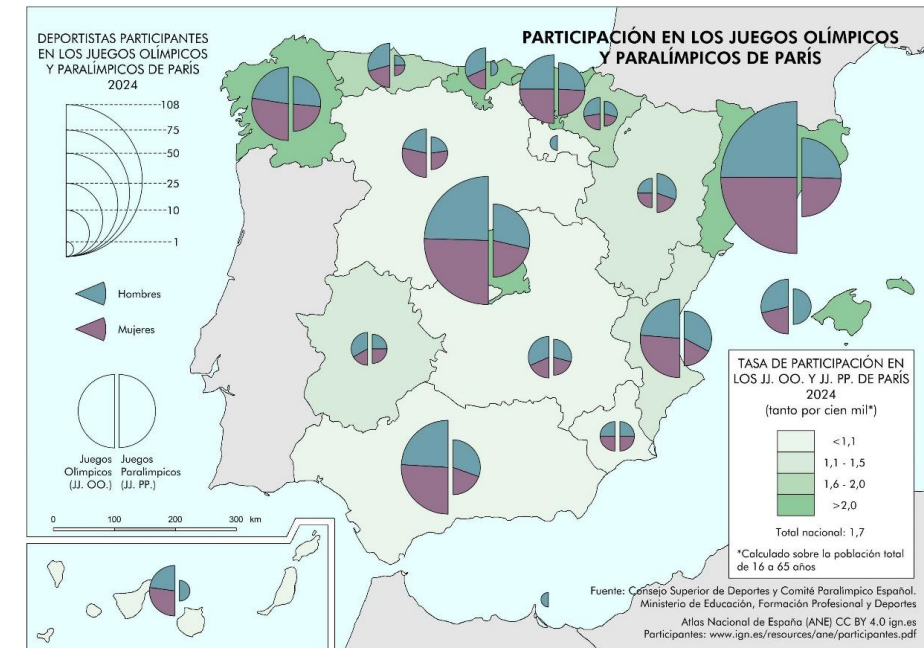 PARTICIPACIÓN EN LOS JUEGOS OLÍMPICOS
Y PARALÍMPICOS DE PARÍS
DEPORTISTAS PARTICIPANTES
EN LOS JUEGOS OLÍMPICOS
Y PARALÍMPICOS DE PARÍS
2024
108
75
50
25
10
1
Hombres
Mujeres
Juegos
Olímpicos
(JJ. OO.)
Juegos
Paralímpicos
(JJ. PP.)
0 100 200 300 km
TASA DE PARTICIPACIÓN EN
LOS JJ. OO. Y JJ. PP. DE PARÍS
2024
(tanto por cien mil*)
<1,1
1,1 - 1,5
1,6 - 2,0
>2,0
Total nacional: 1,7
*Calculado sobre la población total
de 16 a 65 años
Fuente: Consejo Superior de Deportes y Comité Paralímpico Español.
Ministerio de Educación, Formación Profesional y Deportes
Atlas Nacional de España (ANE) CC BY 4.0 ign.es
Participantes: www.ign.es/resources/ane/participantes.pdf